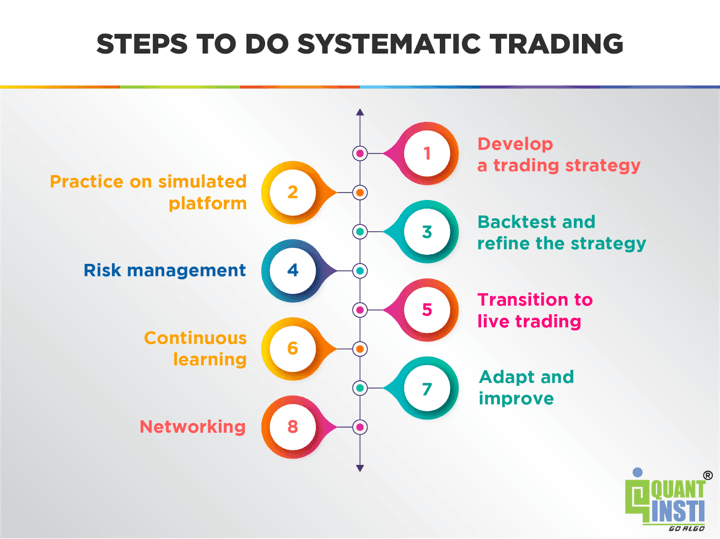 STEPS TO DO SYSTEMATIC TRADING
1
Develop
a trading strategy
Practice on simulated
platform
2
3
Backtest and
refine the strategy
Risk management
4
5
Transition to
live trading
Continuous
learning
6
7
Adapt and
improve
Networking
8
QUANT®
INSTI
GO ALGO